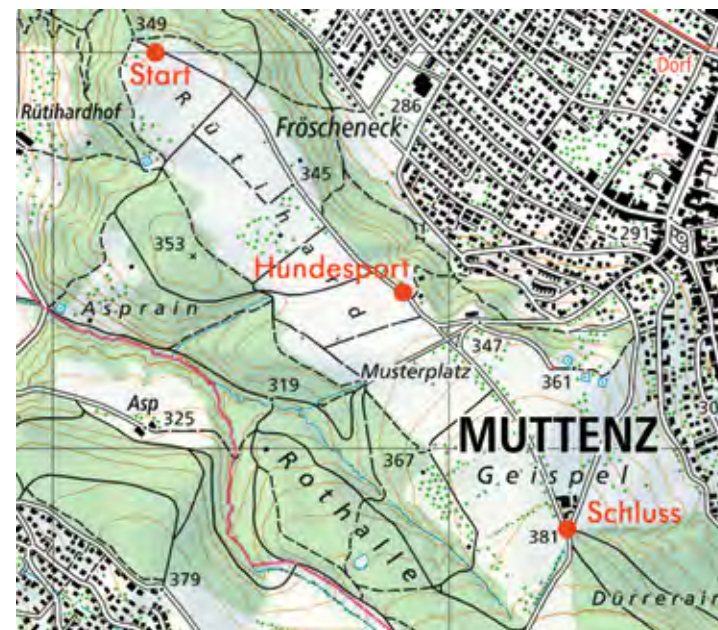 349
Start
Dorf
Rütihardhof
Rütihard
286
Fröscheneck
345
353
291
Hundesport
Asprain
347
Musterplatz
361
319
Asp
325
MUTTENZ
Geispel
367
Rothalle
Schluss
381
379
Dürrerain